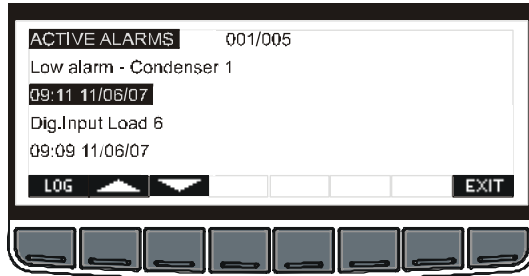 ACTIVE ALARMS 001/005
Low alarm - Condenser 1
09:11 11/06/07
Dig.Input Load 6
09:09 11/06/07
LOG EXIT